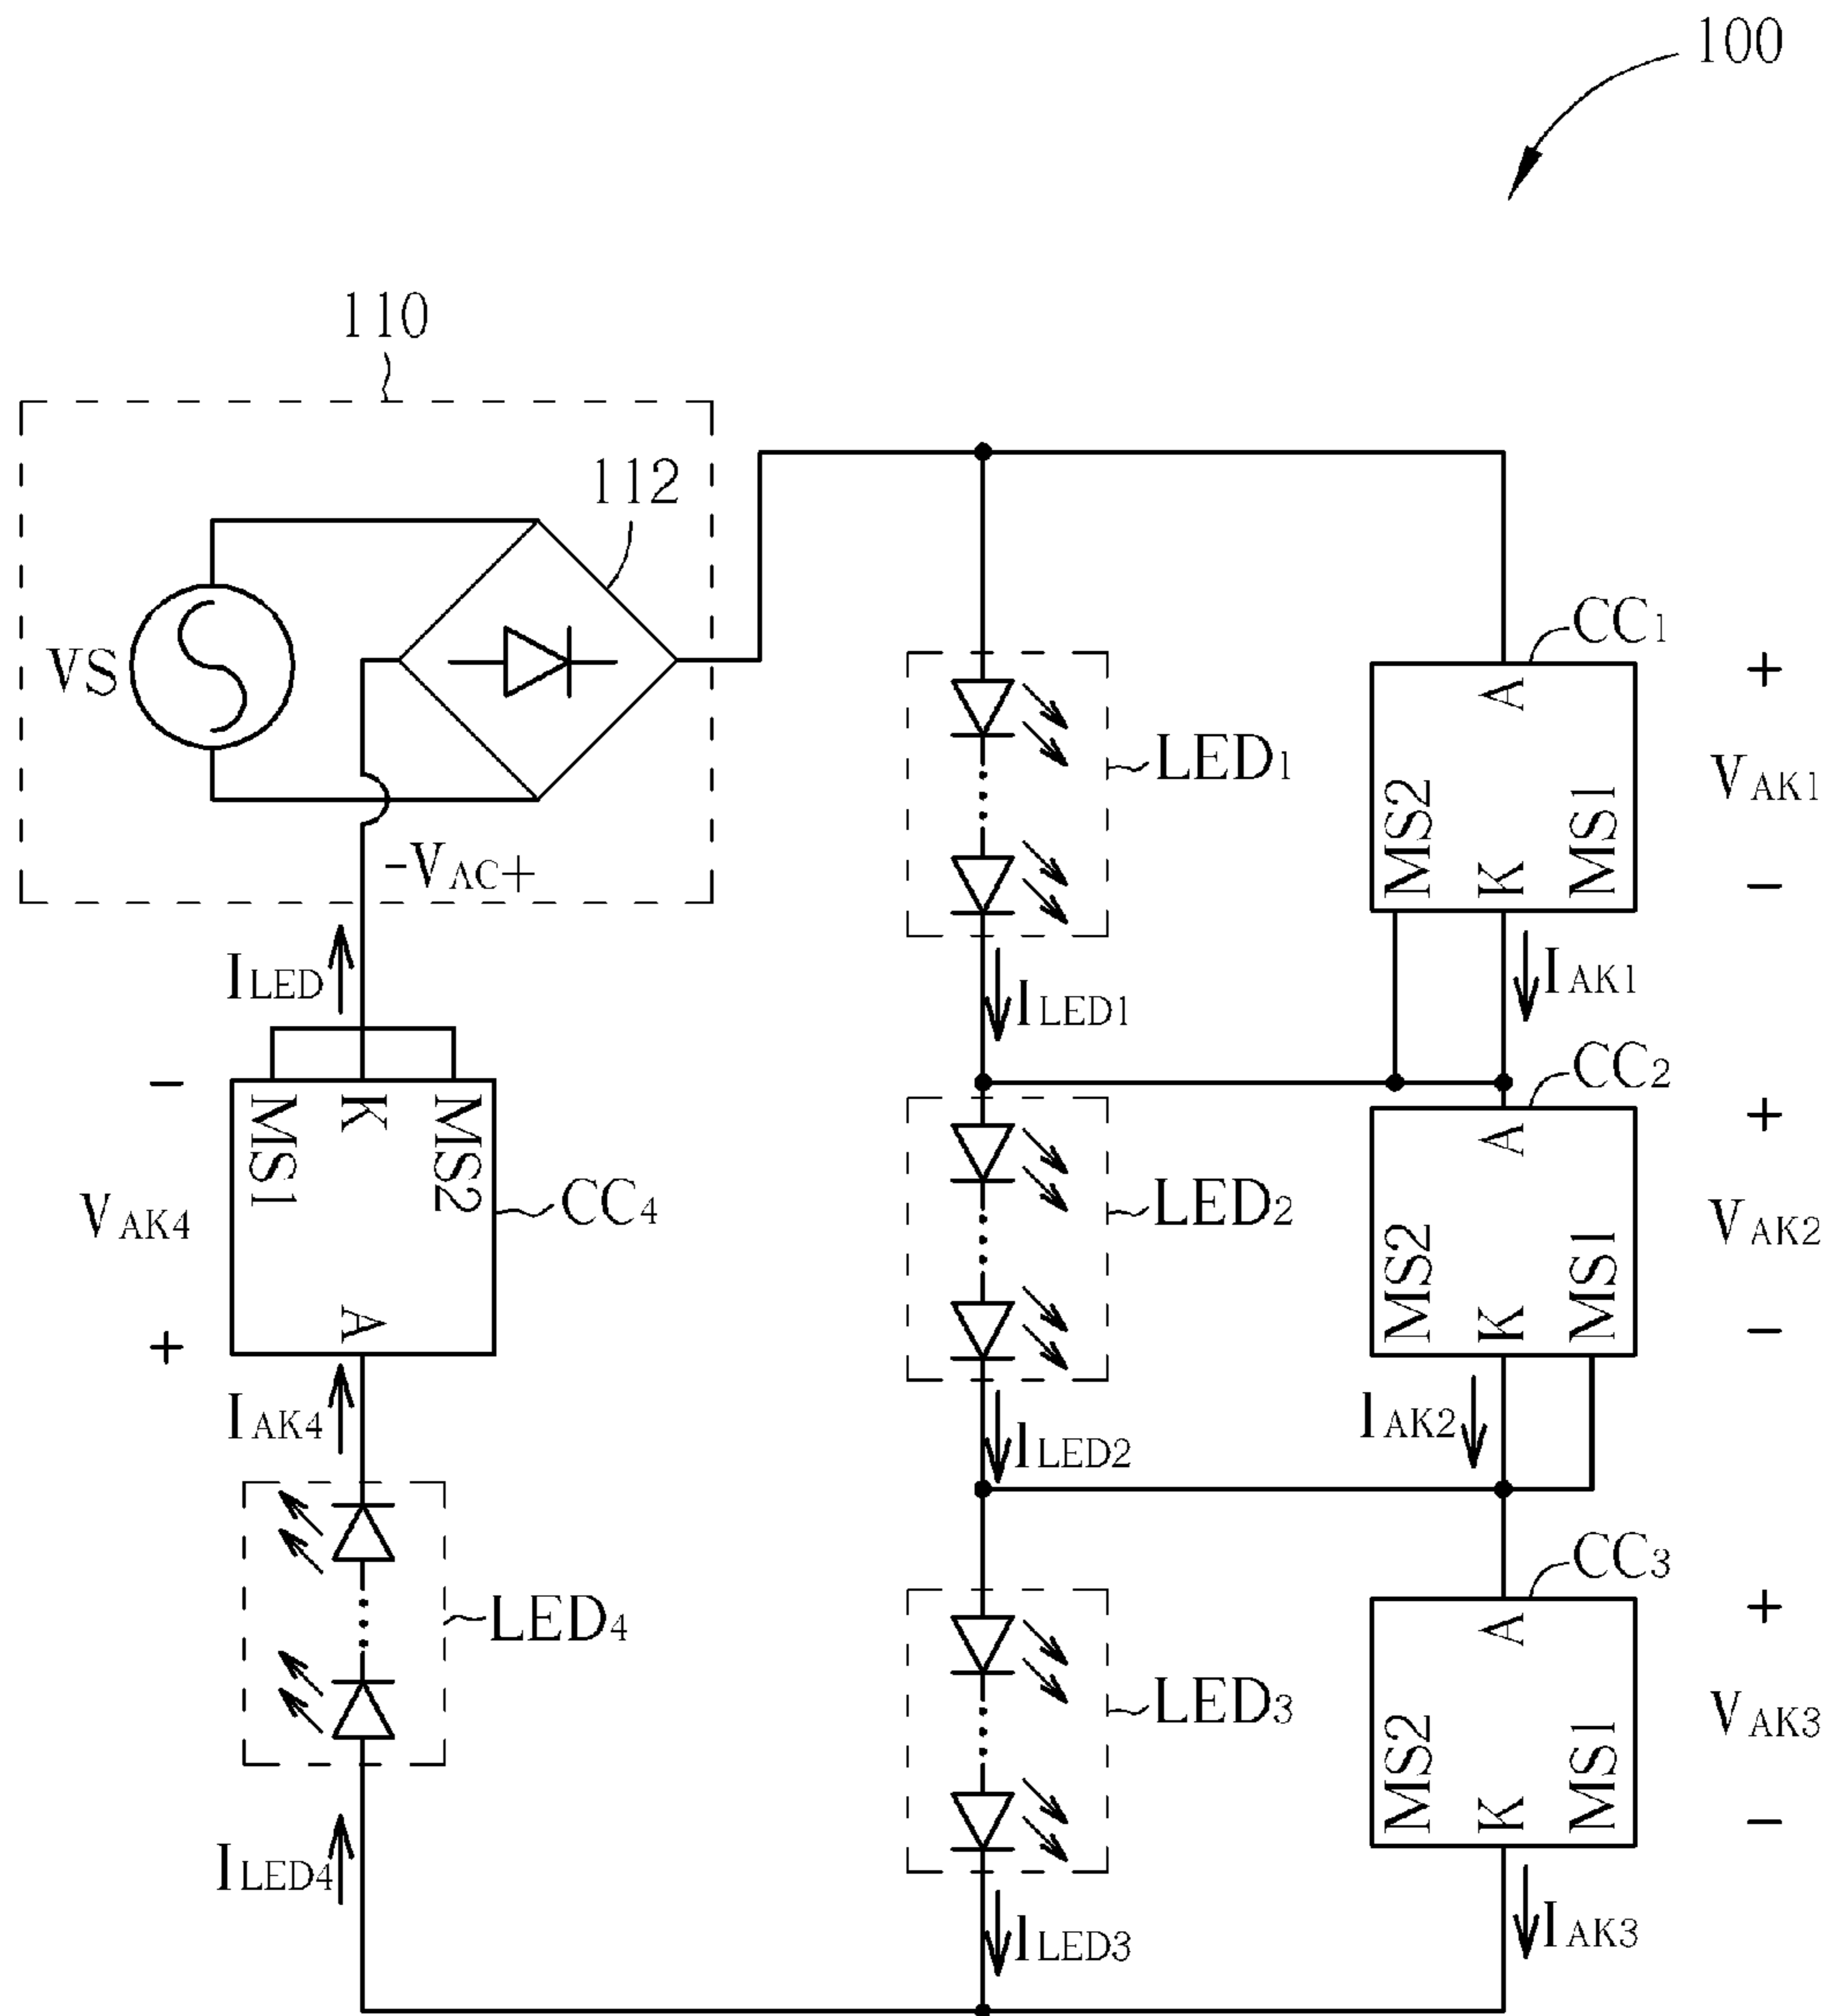 100
110
112
VS
-VAC+
CC1
A
MS2
K
MS1
+
VAK1
-
LED1
ILED
ILED1
IAK1
CC2
A
MS2
K
MS1
+
VAK2
-
LED2
-
VAK4
+
MS1
K
MS2
A
CC4
IAK4
ILED2
IAK2
CC3
A
MS2
K
MS1
+
VAK3
-
LED3
LED4
ILED4
ILED3
IAK3